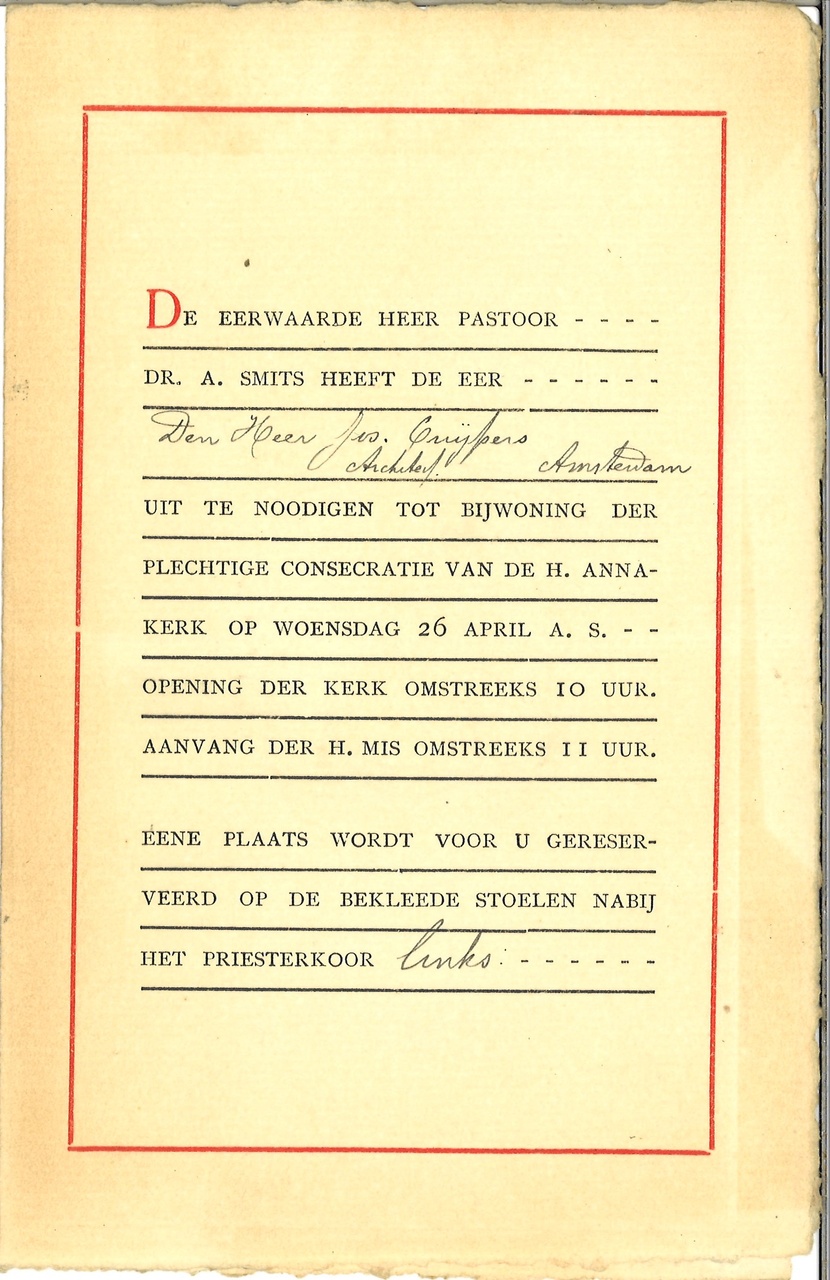 DE EERWAARDE HEER PASTOOR - - - -
DR. A. SMITS HEEFT DE EER - - - - - -
Den Heer Jos. Cuijpers
Architect. Amsterdam
UIT TE NOODIGEN TOT BIJWONING DER
PLECHTIGE CONSECRATIE VAN DE H. ANNA-
KERK OP WOENSDAG 26 APRIL A. S. - -
OPENING DER KERK OMSTREEKS 10 UUR.
AANVANG DER H. MIS OMSTREEKS 11 UUR.
EENE PLAATS WORDT VOOR U GERESER-
VEERD OP DE BEKLEEDE STOELEN NABIJ
HET PRIESTERKOOR links. - - - - - -